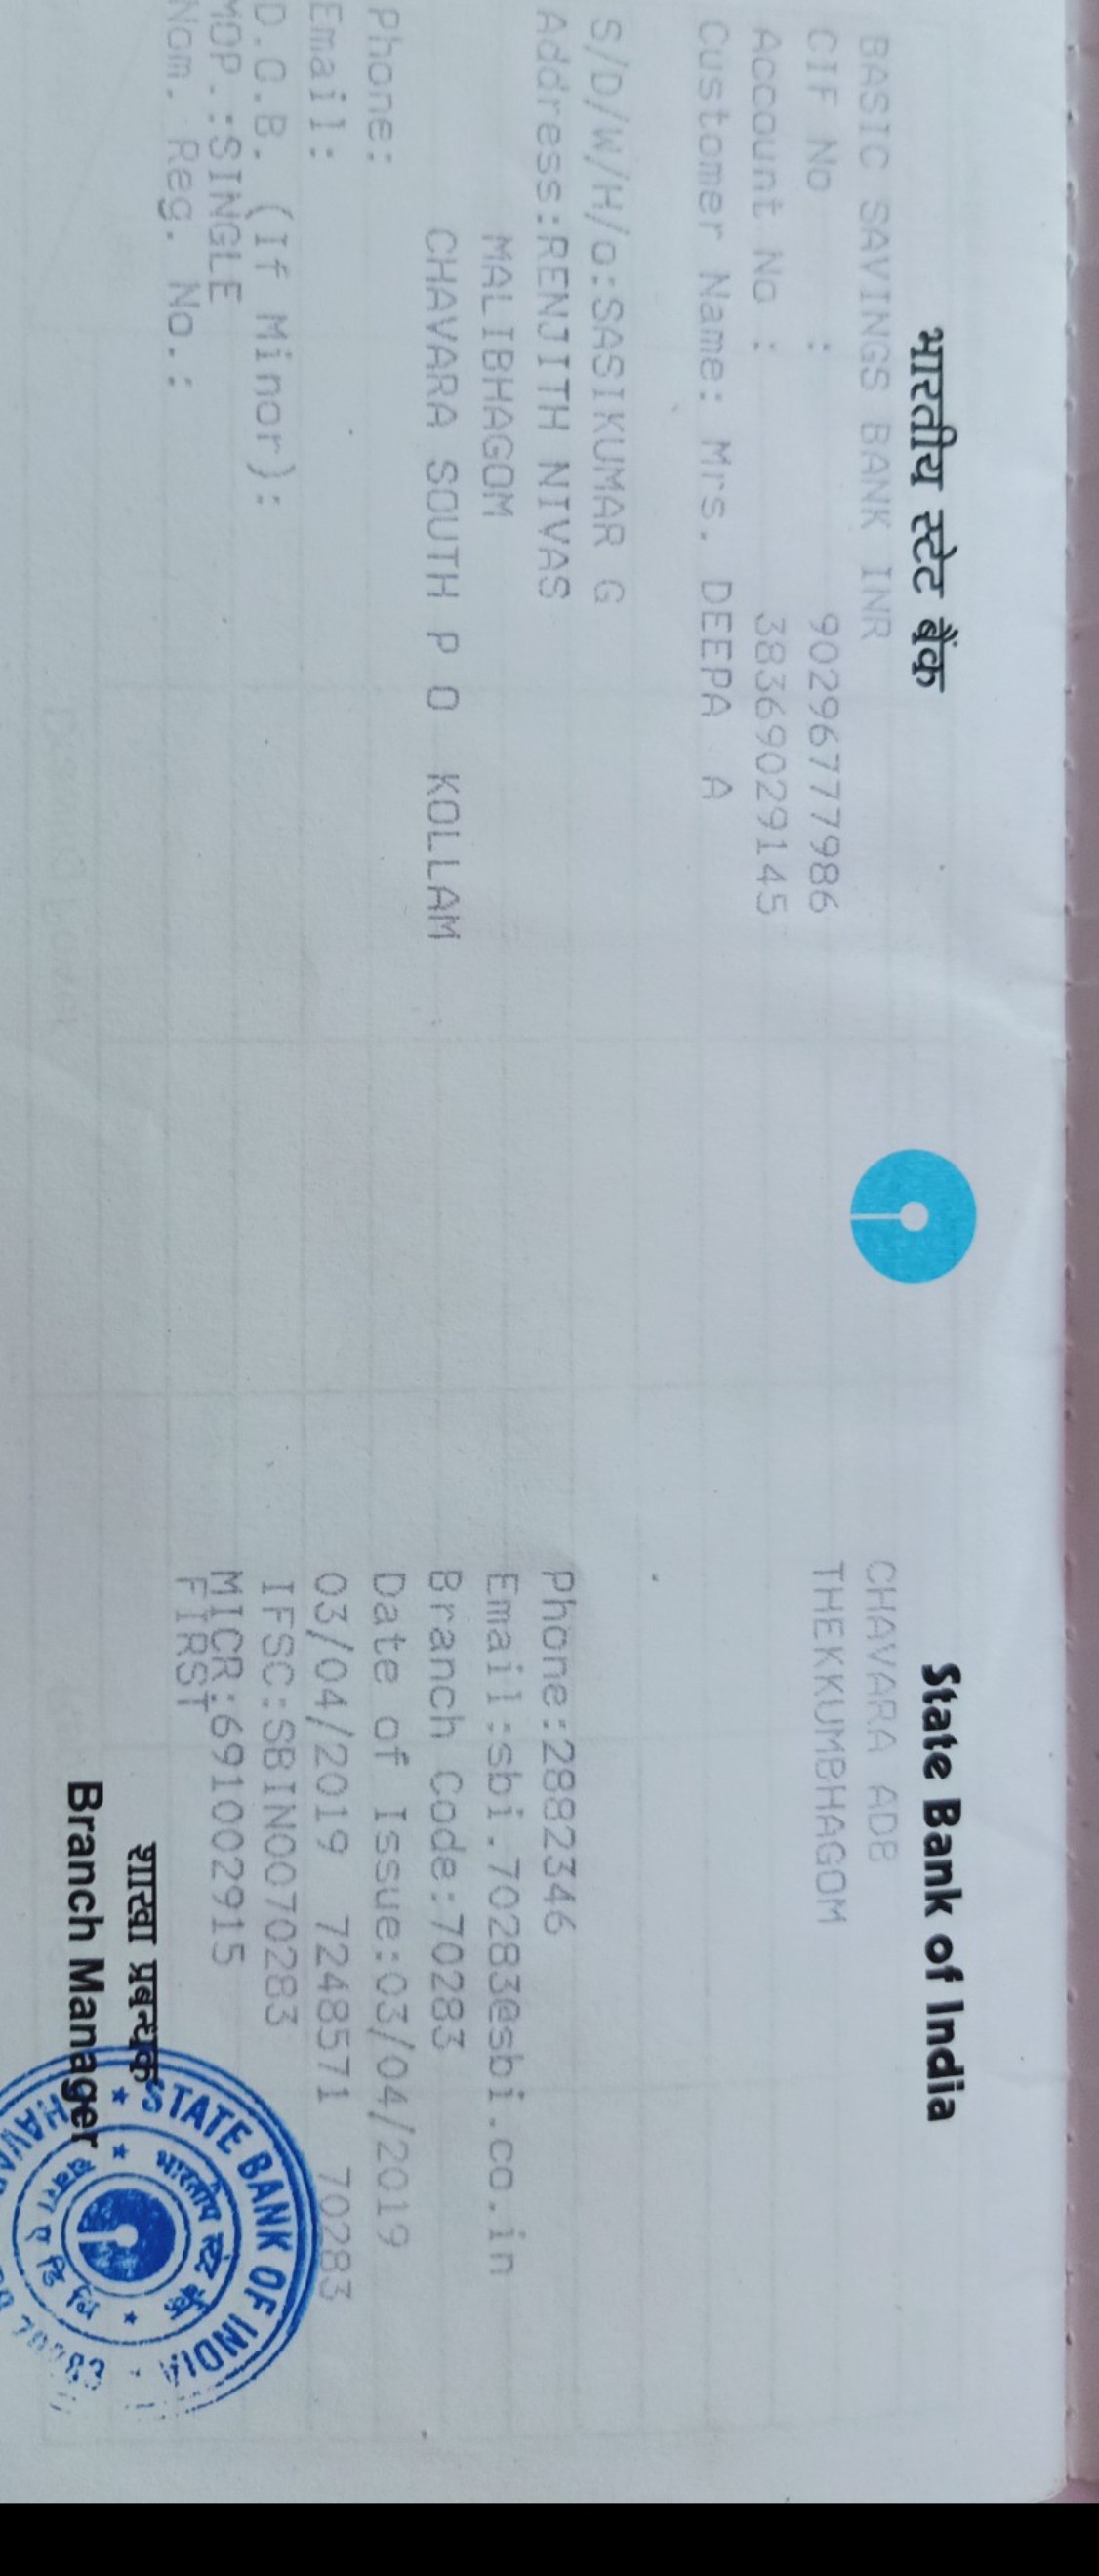 भारतीय स्टेट बैंक
State Bank of India
BASIC SAVINGS BANK INR
CIF No : 90296777986
Account No : 38369029145
Customer Name: Mrs. DEEPA A
S/D/W/H/o:SASIKUMAR G
Address:RENJITH NIVAS
MALIBHAGOM
CHAVARA SOUTH P O KOLLAM
Phone:
Email:
D.O.B. (If Minor):
MOP.:SINGLE
Nom. Reg. No.:
CHAVARA ADB
THEKKUMBHAGOM
Phone:2882346
Email:sbi.70283@sbi.co.in
Branch Code:70283
Date of Issue:03/04/2019
03/04/2019 7248571 70283
IFSC:SBIN0070283
MICR:691002915
FIRST
शाखा प्रबन्धक
Branch Manager
STATE BANK OF INDIA
भारतीय स्टेट बैंक
70283